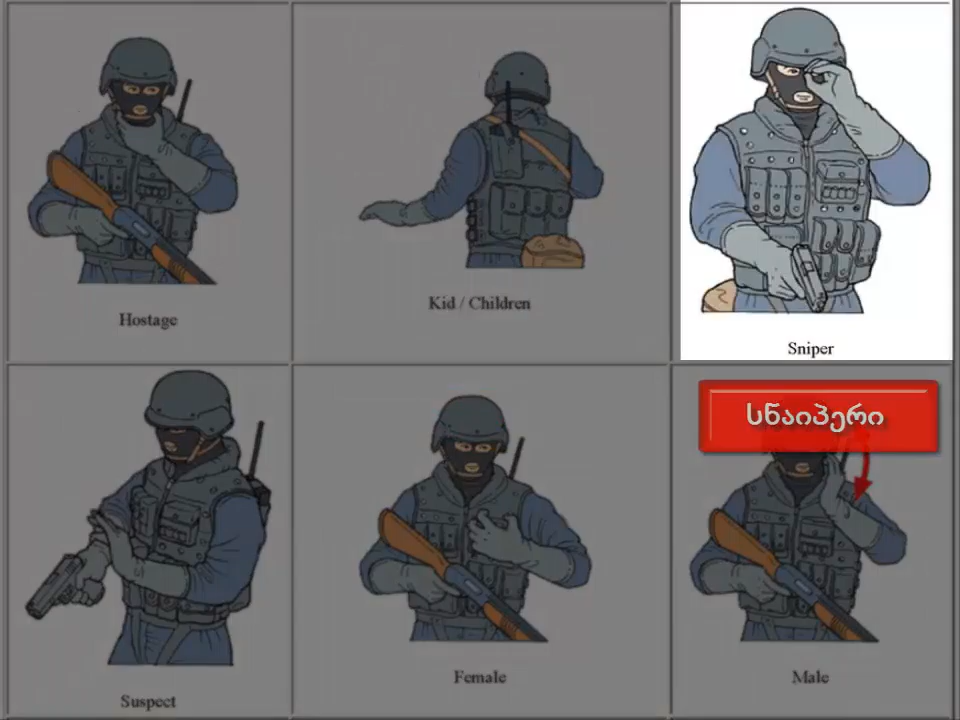 Hostage
Kid / Children
Sniper
სნაიპერი
Suspect
Female
Male